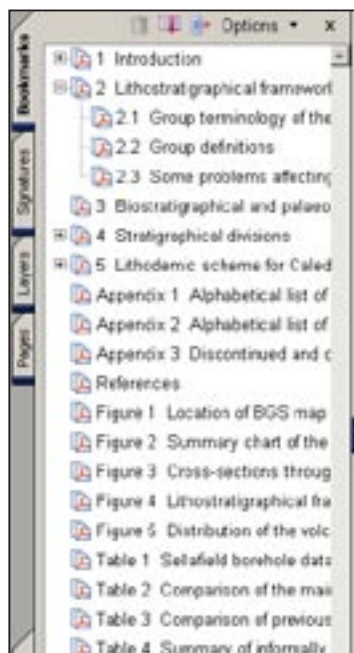 Options
Bookmarks
Signatures
Layers
Pages
1 Introduction
2 Lithostratigraphical framework
2.1 Group terminology of the
2.2 Group definitions
2.3 Some problems affecting
3 Biostratigraphical and palaeo
4 Stratigraphical divisions
5 Lithodemic scheme for Caled
Appendix 1 Alphabetical list of
Appendix 2 Alphabetical list of
Appendix 3 Discontinued and c
References
Figure 1 Location of BGS map
Figure 2 Summary chart of the
Figure 3 Cross-sections throug
Figure 4 Lithostratigraphical fra
Figure 5 Distribution of the volc
Table 1 Sellafield borehole data
Table 2 Comparison of the mai
Table 3 Comparison of previous
Table 4 Summary of informally